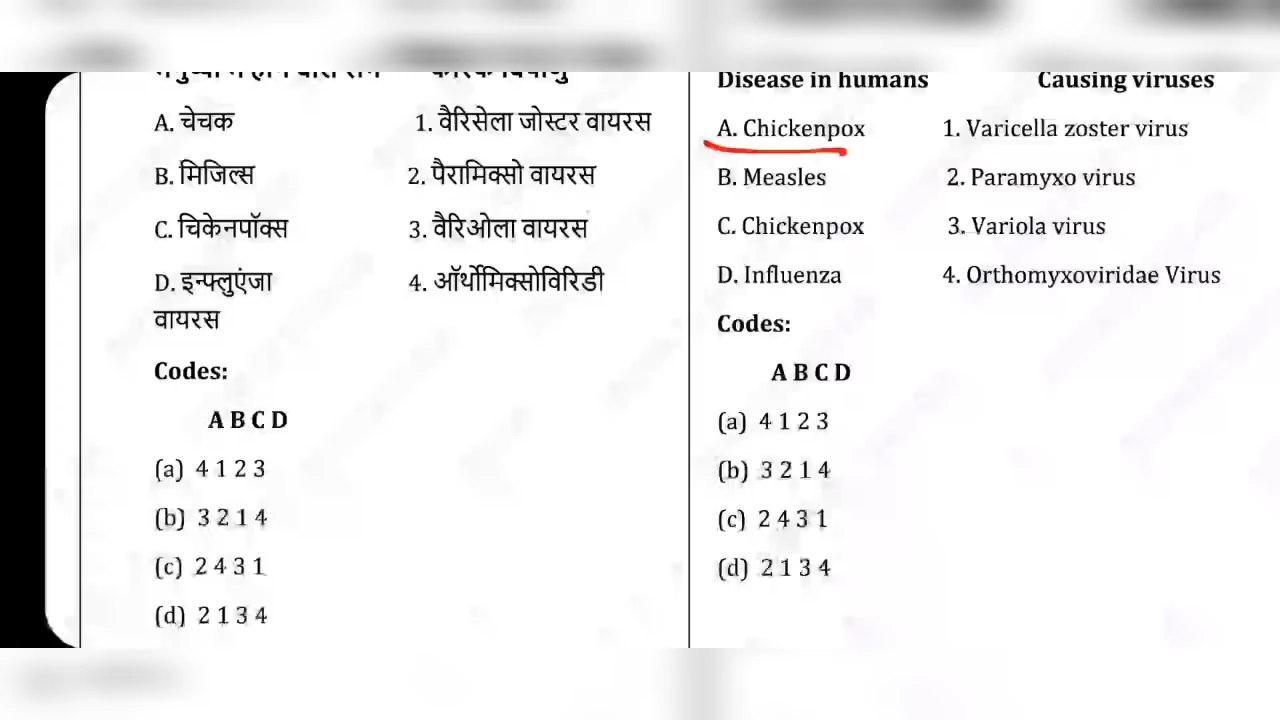 A. चेचक 1. वैरिसेला जोस्टर वायरस
B. मिजिल्स 2. पैरामिक्सो वायरस
C. चिकेनपॉक्स 3. वैरिओला वायरस
D. इन्फ्लुएंजा 4. ऑर्थोमिक्सोविरिडी
वायरस
Codes:
A B C D
(a) 4 1 2 3
(b) 3 2 1 4
(c) 2 4 3 1
(d) 2 1 3 4
Disease in humans Causing viruses
A. Chickenpox 1. Varicella zoster virus
B. Measles 2. Paramyxo virus
C. Chickenpox 3. Variola virus
D. Influenza 4. Orthomyxoviridae Virus
Codes:
A B C D
(a) 4 1 2 3
(b) 3 2 1 4
(c) 2 4 3 1
(d) 2 1 3 4